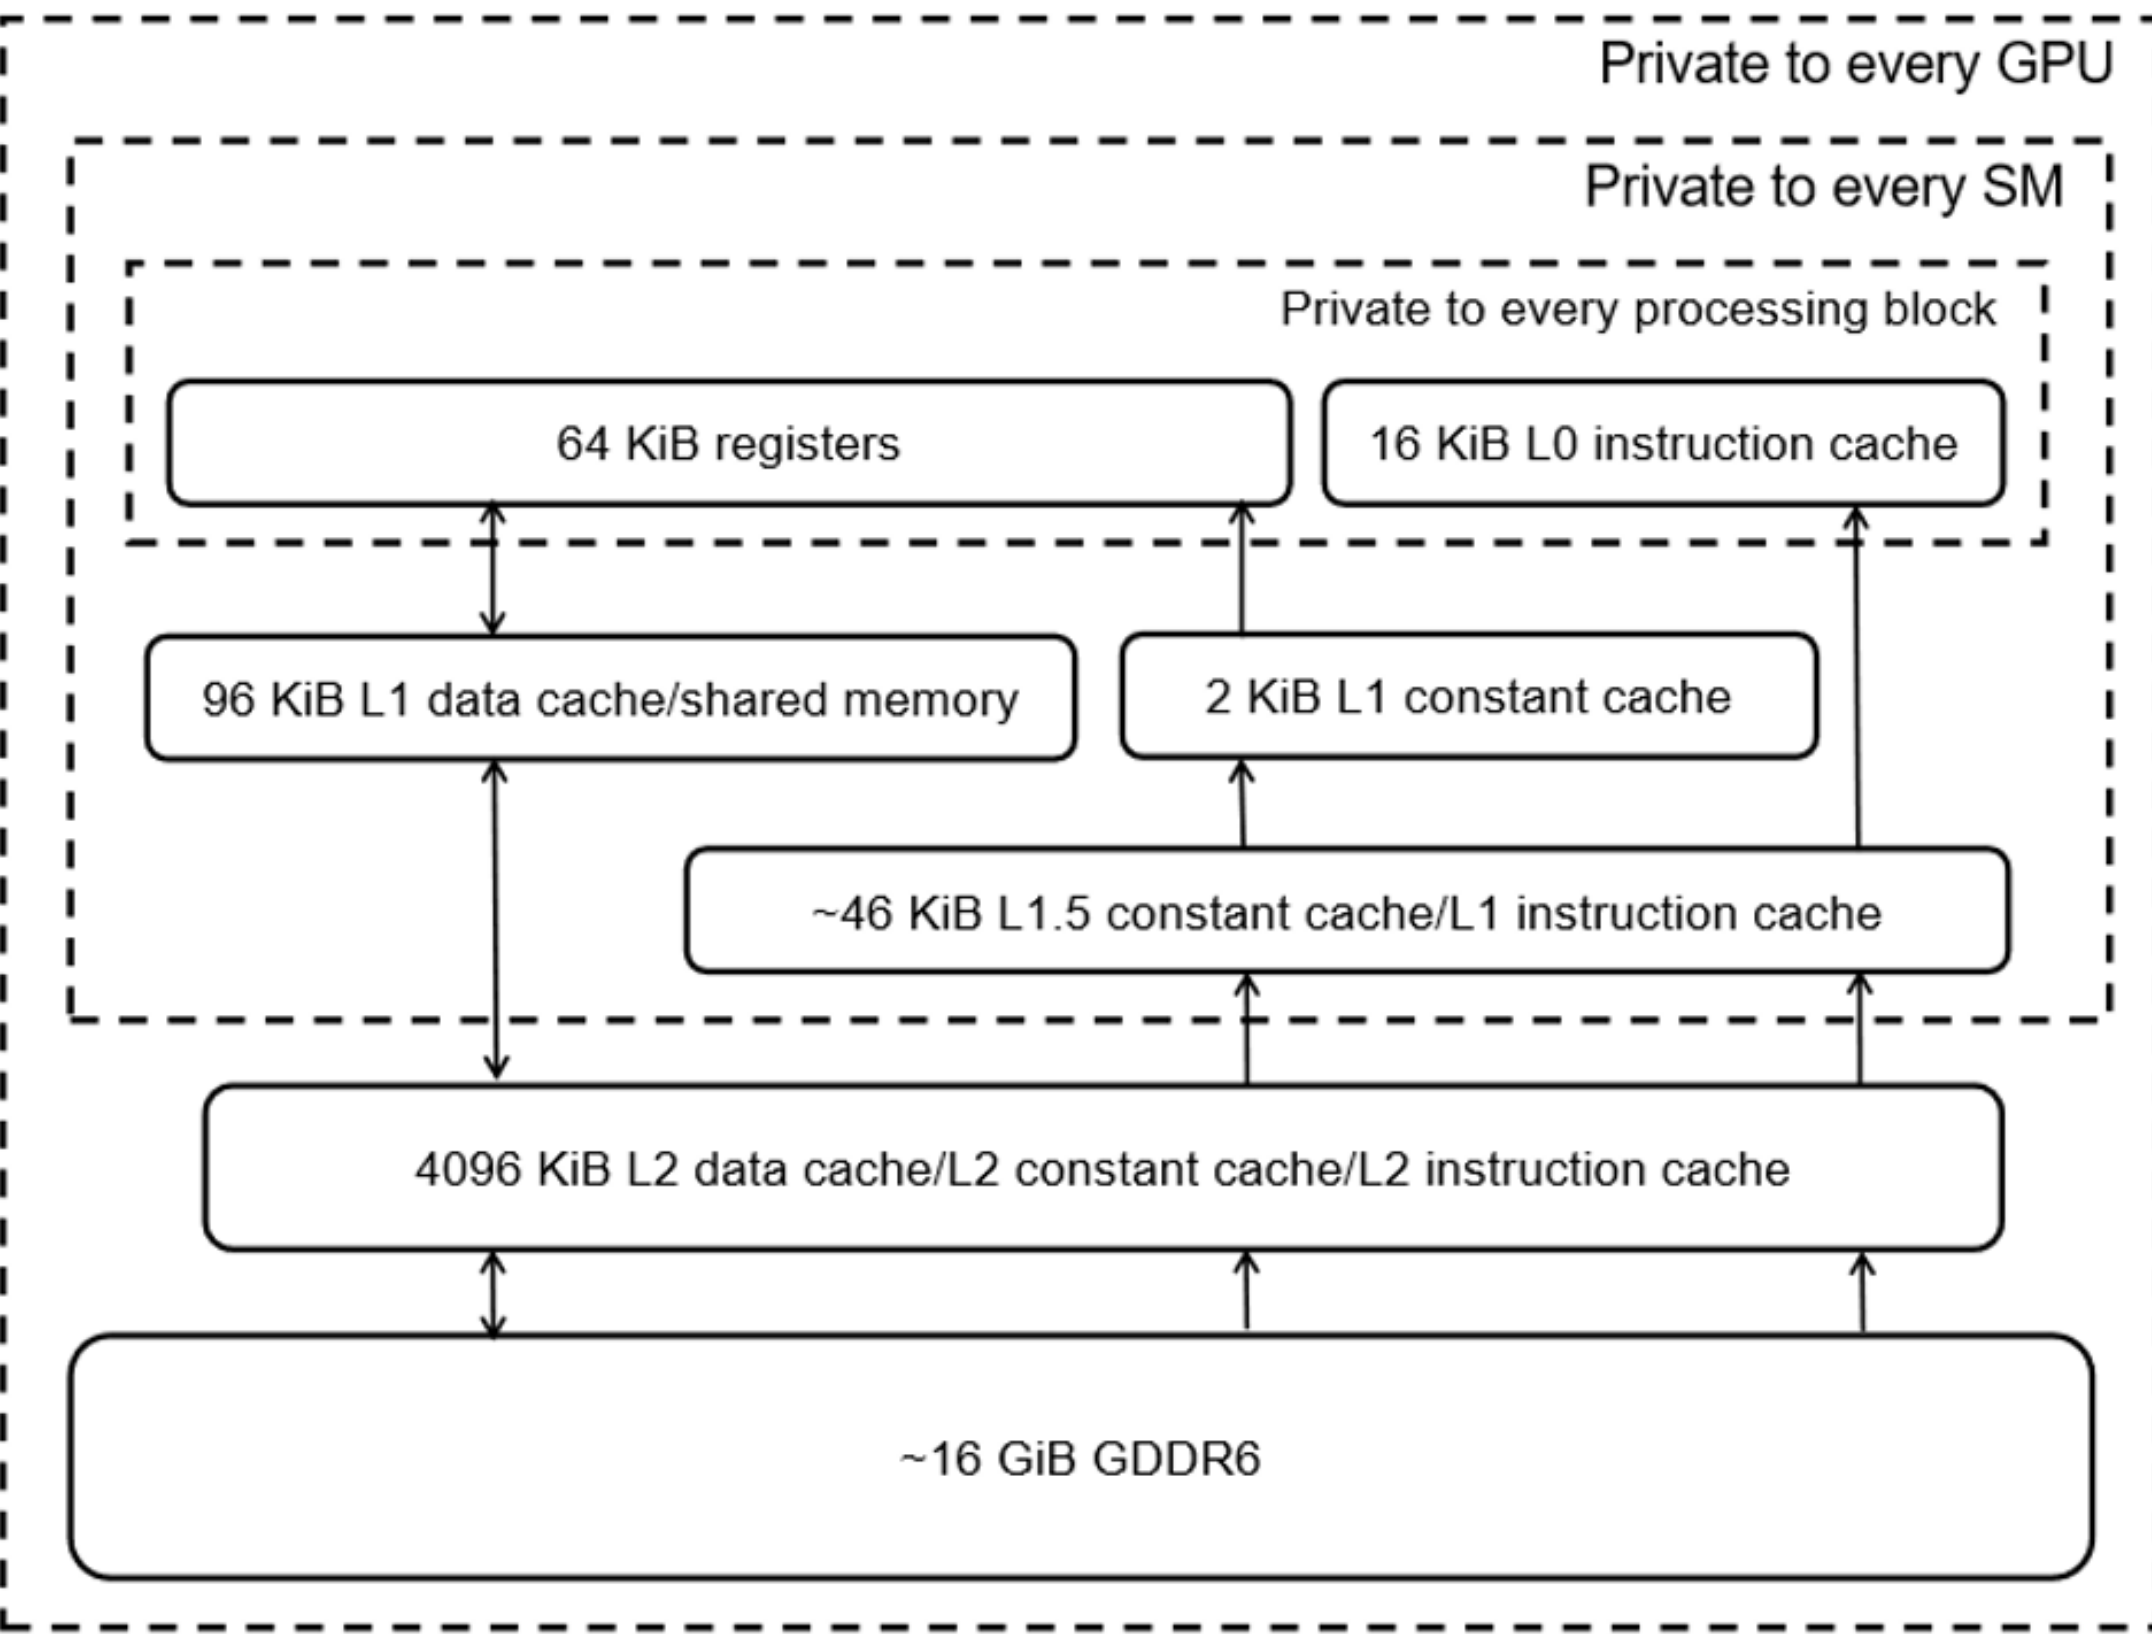 Private to every GPU
Private to every SM
Private to every processing block
64 KiB registers
16 KiB L0 instruction cache
96 KiB L1 data cache/shared memory
2 KiB L1 constant cache
~46 KiB L1.5 constant cache/L1 instruction cache
4096 KiB L2 data cache/L2 constant cache/L2 instruction cache
~16 GiB GDDR6